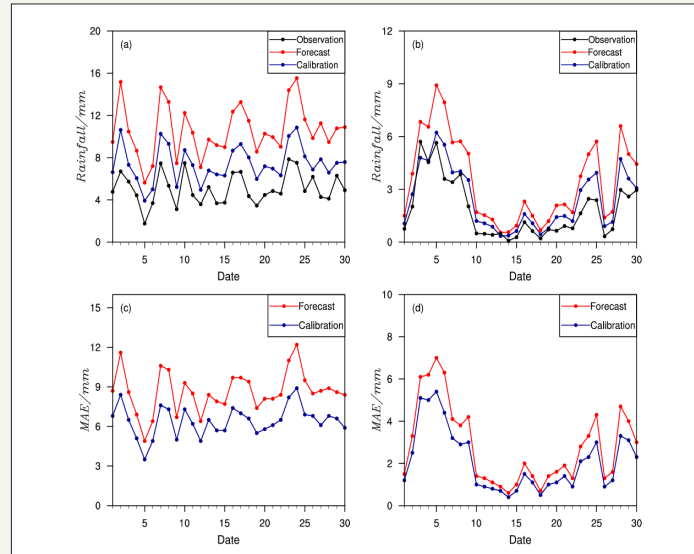 (a)
Observation
Forecast
Calibration
Rainfall/mm
20
16
12
8
4
0
5 10 15 20 25 30
Date
(b)
Observation
Forecast
Calibration
Rainfall/mm
12
9
6
3
0
5 10 15 20 25 30
Date
(c)
Forecast
Calibration
MAE/mm
15
12
9
6
3
0
5 10 15 20 25 30
Date
(d)
Forecast
Calibration
MAE/mm
10
8
6
4
2
0
5 10 15 20 25 30
Date